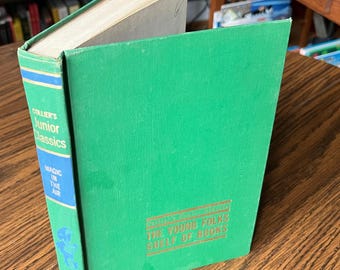 COLLIER'S
Junior
Classics
MAGIC
IN
THE
AIR
THE YOUNG FOLKS
SHELF OF BOOKS